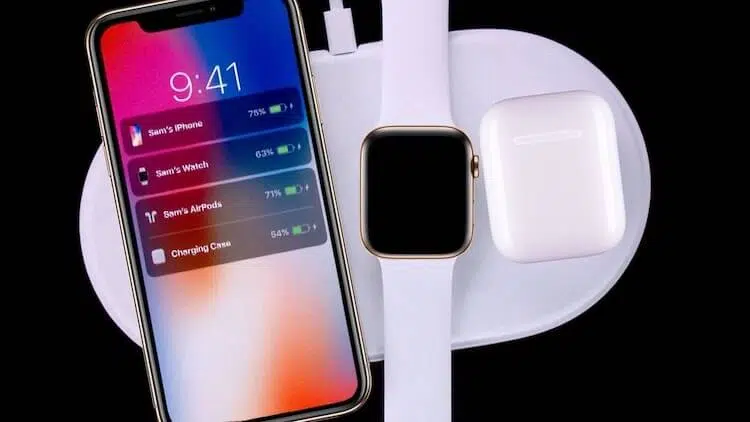 9:41
Sam's iPhone 75%
Sam's Watch 63%
Sam's AirPods 71%
Charging Case 54%